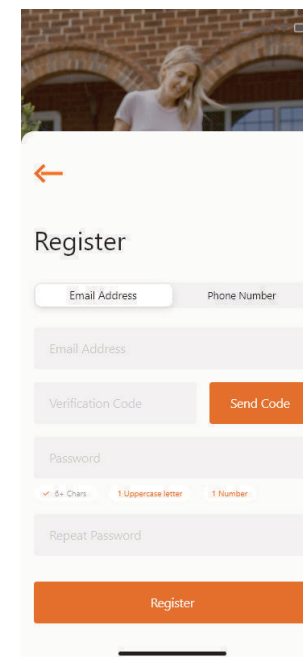 Register
Email Address Phone Number
Email Address
Verification Code Send Code
Password
6+ Chars 1 Uppercase letter 1 Number
Repeat Password
Register